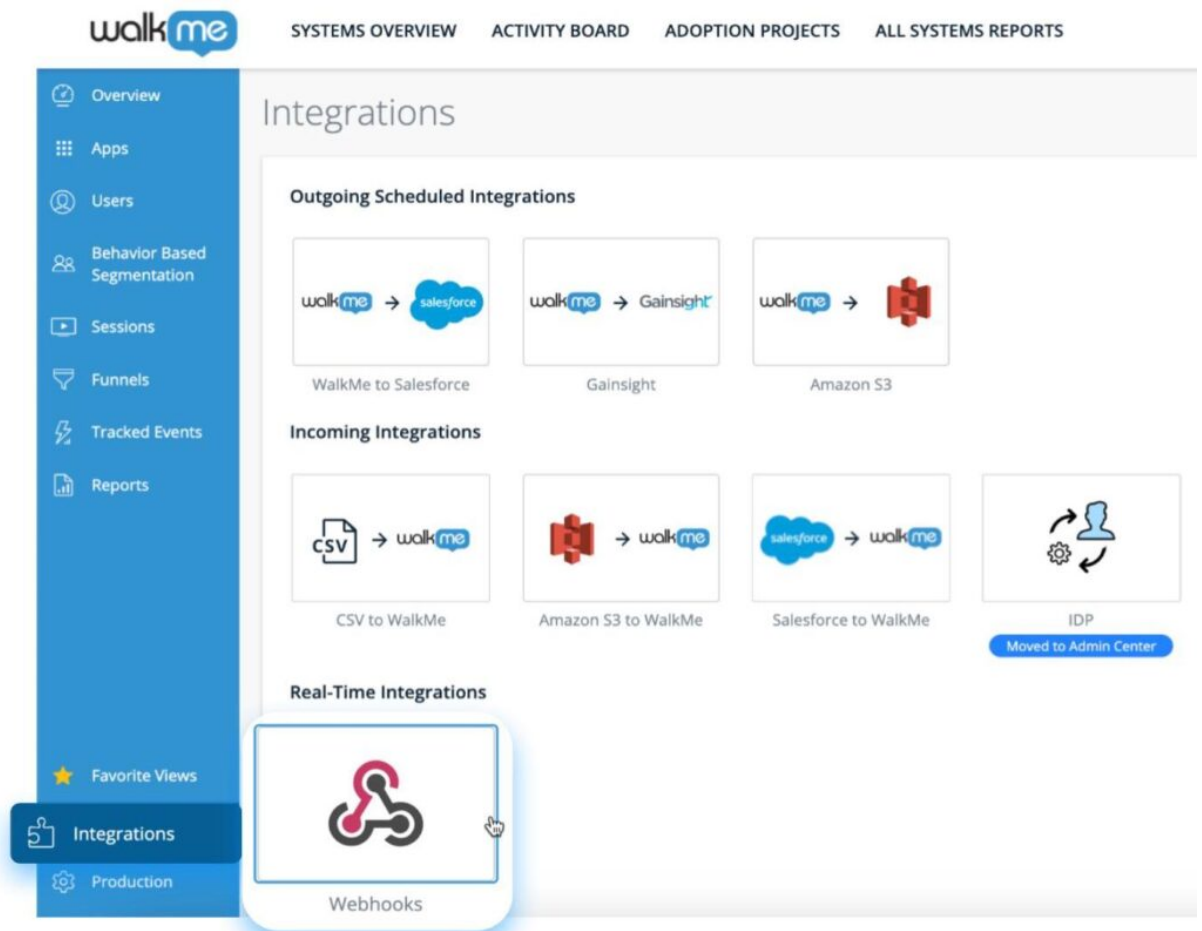 walkme
SYSTEMS OVERVIEW
ACTIVITY BOARD
ADOPTION PROJECTS
ALL SYSTEMS REPORTS
Overview
Apps
Users
Behavior Based
Segmentation
Sessions
Funnels
Tracked Events
Reports
Favorite Views
Integrations
Production
Integrations
Outgoing Scheduled Integrations
walkme → salesforce
WalkMe to Salesforce
walkme → Gainsight
Gainsight
walkme →
Amazon S3
Incoming Integrations
CSV → walkme
CSV to WalkMe
→ walkme
Amazon S3 to WalkMe
salesforce → walkme
Salesforce to WalkMe
IDP
Moved to Admin Center
Real-Time Integrations
Webhooks